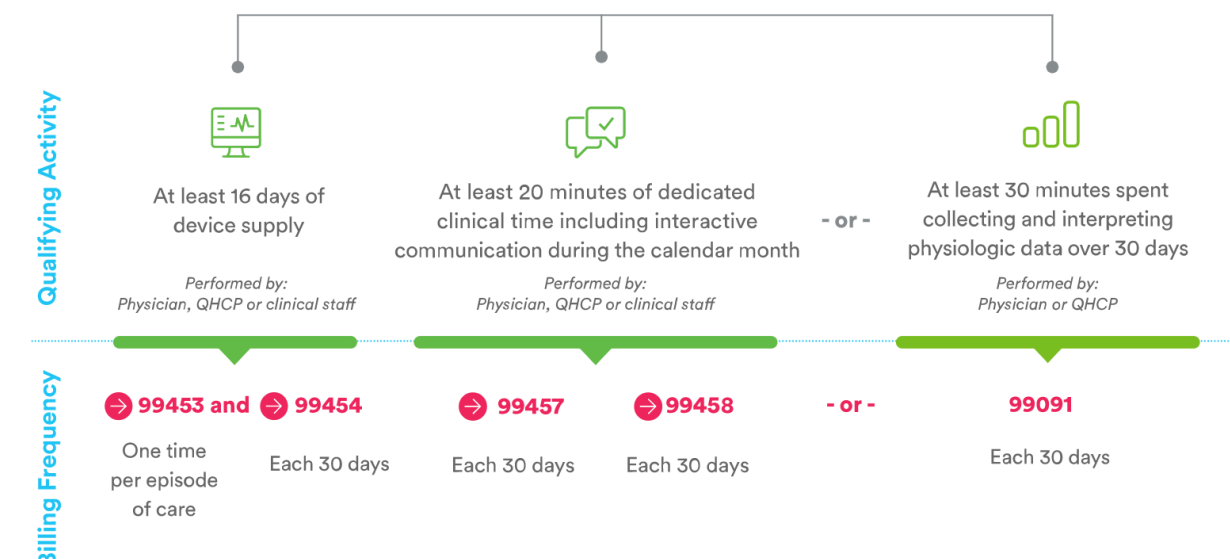 Qualifying Activity
At least 16 days of
device supply
Performed by:
Physician, QHCP or clinical staff
At least 20 minutes of dedicated
clinical time including interactive
communication during the calendar month
Performed by:
Physician, QHCP or clinical staff
- or -
At least 30 minutes spent
collecting and interpreting
physiologic data over 30 days
Performed by:
Physician or QHCP
Billing Frequency
99453 and 99454
One time
per episode
of care
Each 30 days
99457
Each 30 days
99458
Each 30 days
- or -
99091
Each 30 days